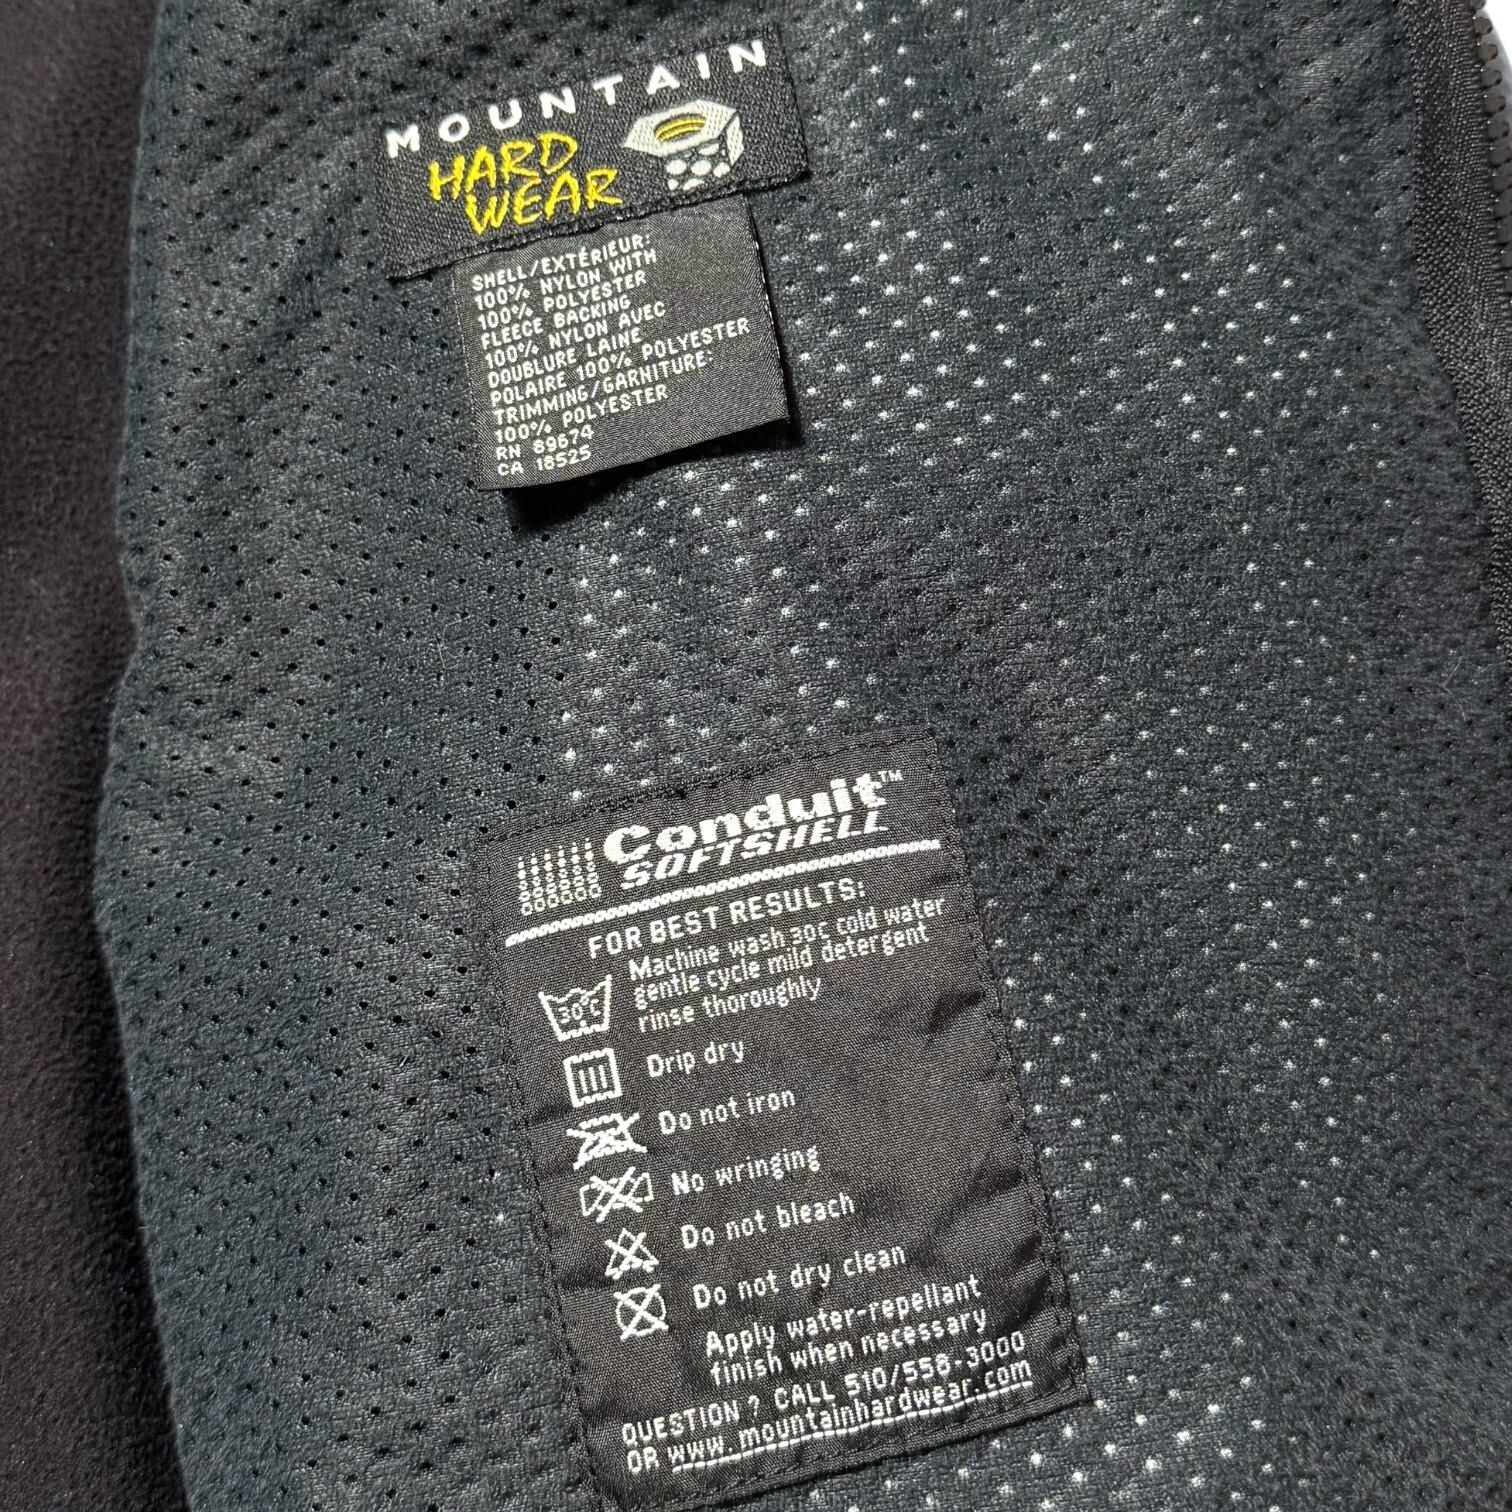 MOUNTAIN
HARD
WEAR
SHELL/EXTÉRIEUR:
100% NYLON WITH
100% POLYESTER
FLEECE BACKING
100% NYLON AVEC
DOUBLURE LAINE
POLAIRE 100% POLYESTER
TRIMMING/GARNITURE:
100% POLYESTER
RN 89674
CA 18525
Conduit™
SOFTSHELL
FOR BEST RESULTS:
Machine wash 30C cold water
gentle cycle mild detergent
rinse thoroughly
30°C
Drip dry
Do not iron
No wringing
Do not bleach
Do not dry clean
Apply water-repellant
finish when necessary
QUESTION ? CALL 510/558-3000
OR www.mountainhardwear.com